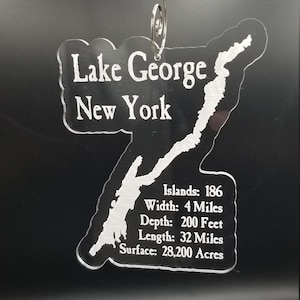 Lake George
New York
Islands: 186
Width: 4 Miles
Depth: 200 Feet
Length: 32 Miles
Surface: 28,200 Acres